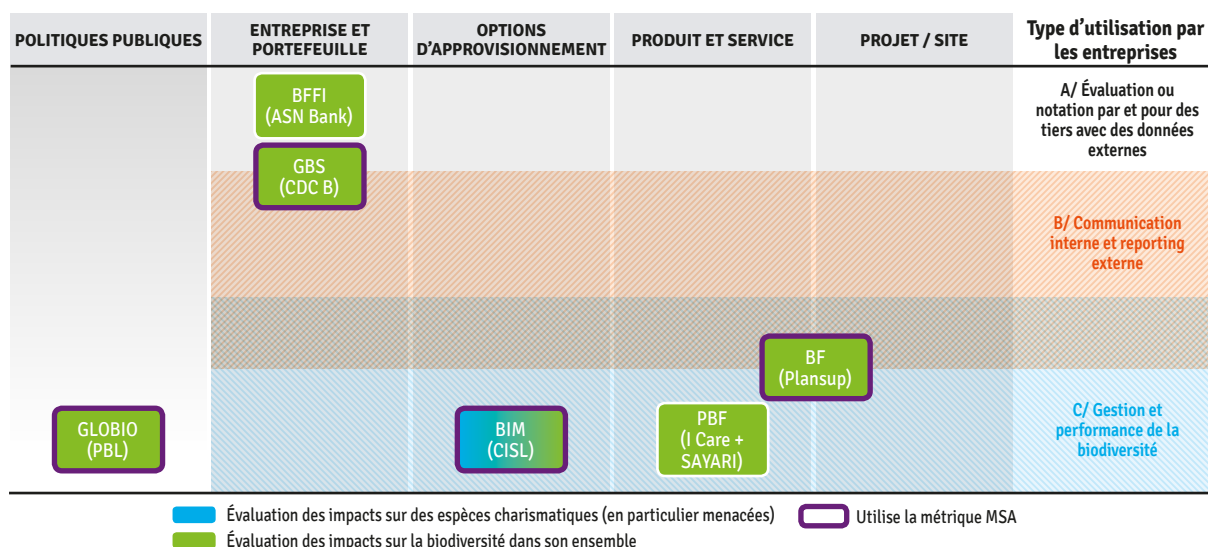 POLITIQUES PUBLIQUES
ENTREPRISE ET
PORTEFEUILLE
OPTIONS
D'APPROVISIONNEMENT
PRODUIT ET SERVICE
PROJET / SITE
Type d'utilisation par
les entreprises
BFFI
(ASN Bank)
A/ Évaluation ou
notation par et pour des
tiers avec des données
externes
GBS
(CDC B)
B/ Communication
interne et reporting
externe
BF
(Plansup)
GLOBIO
(PBL)
BIM
(CISL)
PBF
(I Care +
SAYARI)
C/ Gestion et
performance de la
biodiversité
Évaluation des impacts sur des espèces charismatiques (en particulier menacées)
Utilise la métrique MSA
Évaluation des impacts sur la biodiversité dans son ensemble